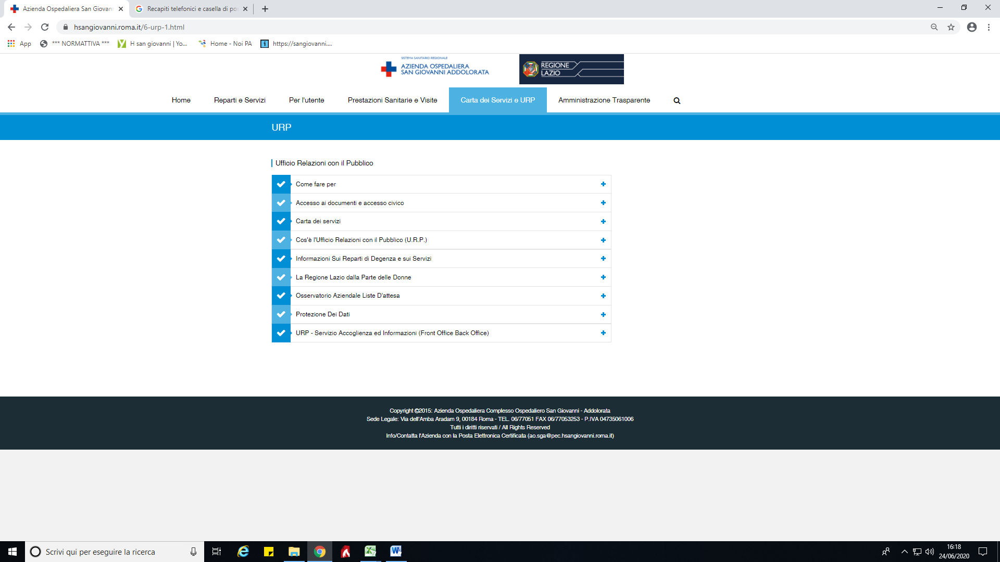 Azienda Ospedaliera San Giovann
Recapiti telefonici e casella di pos
hsangiovanni.roma.it/6-urp-1.html
App
*** NORMATTIVA ***
H san giovanni | Yo...
Home - Noi PA
https://sangiovanni....
SISTEMA SANITARIO REGIONALE
AZIENDA OSPEDALIERA
SAN GIOVANNI ADDOLORATA
REGIONE
LAZIO
Home
Reparti e Servizi
Per l'utente
Prestazioni Sanitarie e Visite
Carta dei Servizi e URP
Amministrazione Trasparente
URP
Ufficio Relazioni con il Pubblico
Come fare per
Accesso ai documenti e accesso civico
Carta dei servizi
Cos'è l'Ufficio Relazioni con il Pubblico (U.R.P.)
Informazioni Sui Reparti di Degenza e sui Servizi
La Regione Lazio dalla Parte delle Donne
Osservatorio Aziendale Liste D'attesa
Protezione Dei Dati
URP - Servizio Accoglienza ed Informazioni (Front Office Back Office)
Copyright ©2015: Azienda Ospedaliera Complesso Ospedaliero San Giovanni - Addolorata
Sede Legale: Via dell'Amba Aradam 9, 00184 Roma - TEL. 06/77051 FAX 06/77053253 - P.IVA 04735061006
Tutti i diritti riservati / All Rights Reserved
Info/Contatta l'Azienda con la Posta Elettronica Certificata (ao.sga@pec.hsangiovanni.roma.it)
Scrivi qui per eseguire la ricerca
16:18
24/06/2020